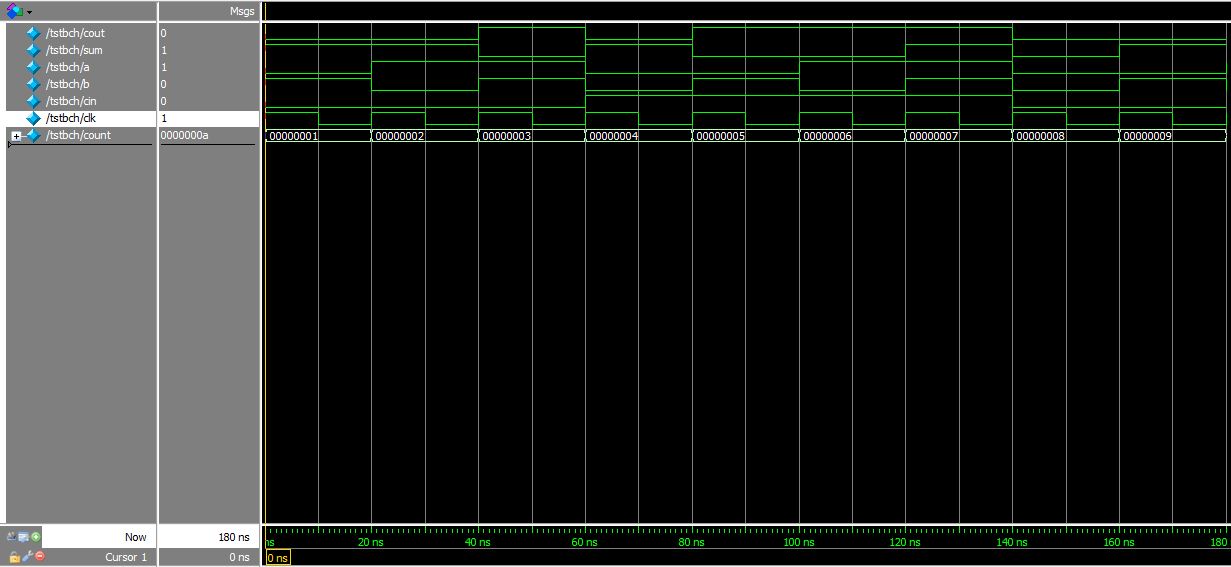 Msgs
/tstbch/cout 0
/tstbch/sum 1
/tstbch/a 1
/tstbch/b 0
/tstbch/cin 0
/tstbch/clk 1
/tstbch/count 0000000a 00000001 00000002 00000003 00000004 00000005 00000006 00000007 00000008 00000009
Now 180 ns ns 20 ns 40 ns 60 ns 80 ns 100 ns 120 ns 140 ns 160 ns 180
Cursor 1 0 ns 0 ns